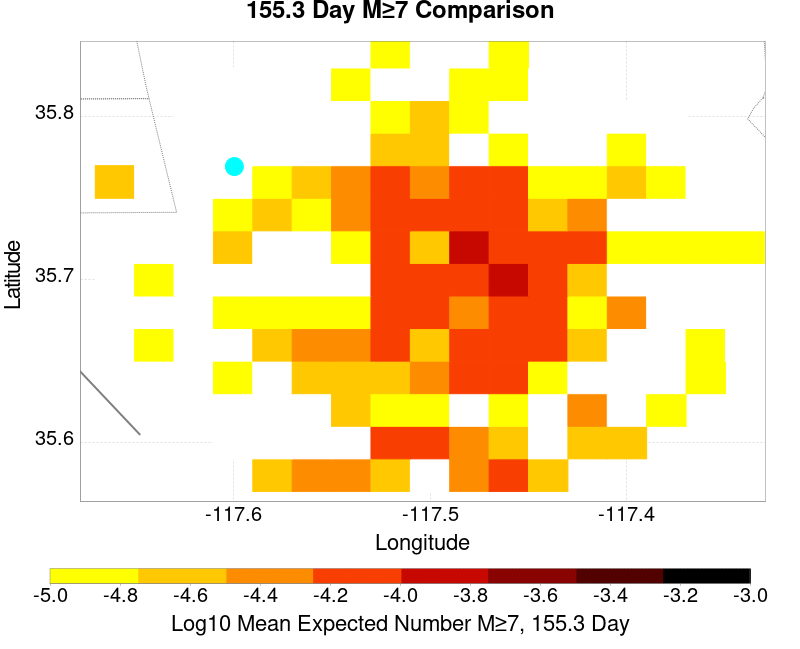 155.3 Day M≥7 Comparison
35.8
35.7
35.6
Latitude
-117.6 -117.5 -117.4
Longitude
-5.0 -4.8 -4.6 -4.4 -4.2 -4.0 -3.8 -3.6 -3.4 -3.2 -3.0
Log10 Mean Expected Number M≥7, 155.3 Day